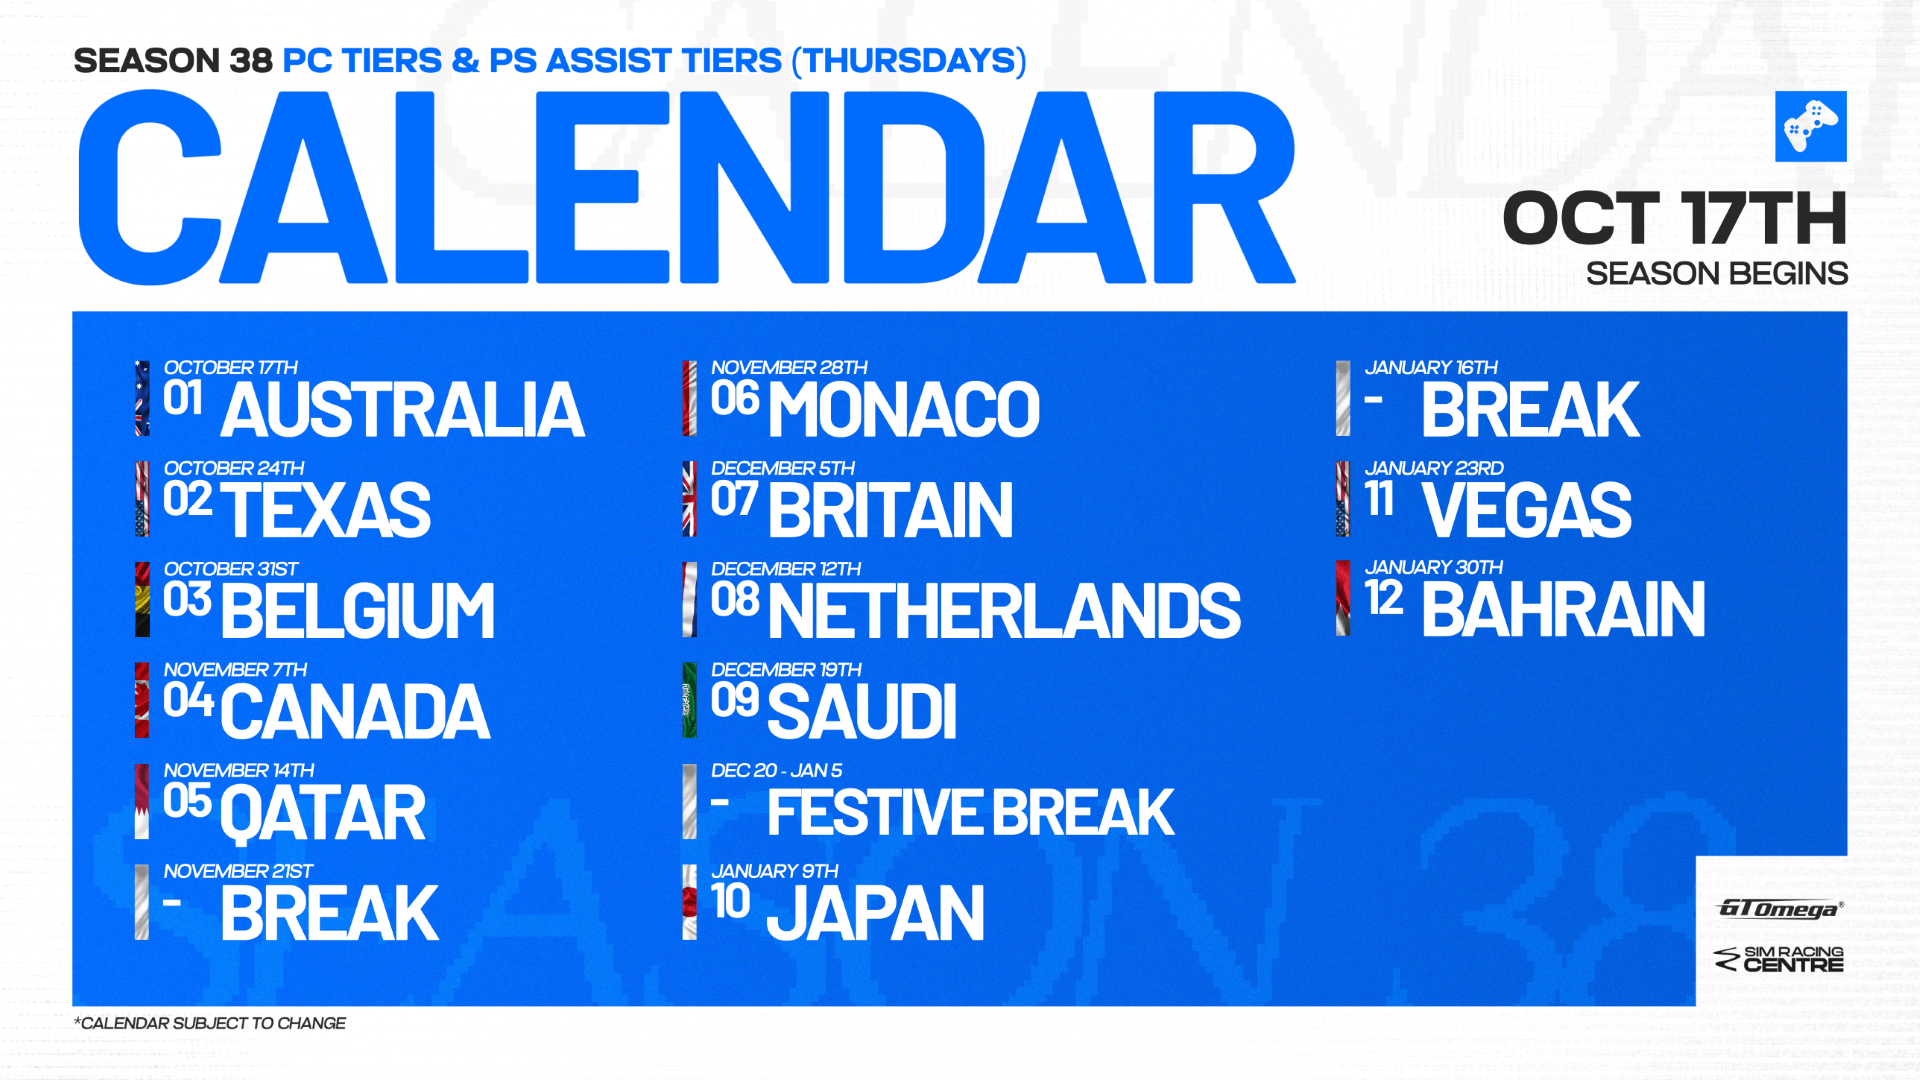 SEASON 38 PC TIERS & PS ASSIST TIERS (THURSDAYS)
CALENDAR
OCT 17TH
SEASON BEGINS
OCTOBER 17TH
01 AUSTRALIA
OCTOBER 24TH
02 TEXAS
OCTOBER 31ST
03 BELGIUM
NOVEMBER 7TH
04 CANADA
NOVEMBER 14TH
05 QATAR
NOVEMBER 21ST
- BREAK
NOVEMBER 28TH
06 MONACO
DECEMBER 5TH
07 BRITAIN
DECEMBER 12TH
08 NETHERLANDS
DECEMBER 19TH
09 SAUDI
DEC 20 - JAN 5
- FESTIVE BREAK
JANUARY 9TH
10 JAPAN
JANUARY 16TH
- BREAK
JANUARY 23RD
11 VEGAS
JANUARY 30TH
12 BAHRAIN
SEASON 38
GT Omega®
SIM RACING
CENTRE
*CALENDAR SUBJECT TO CHANGE
CALENDAR